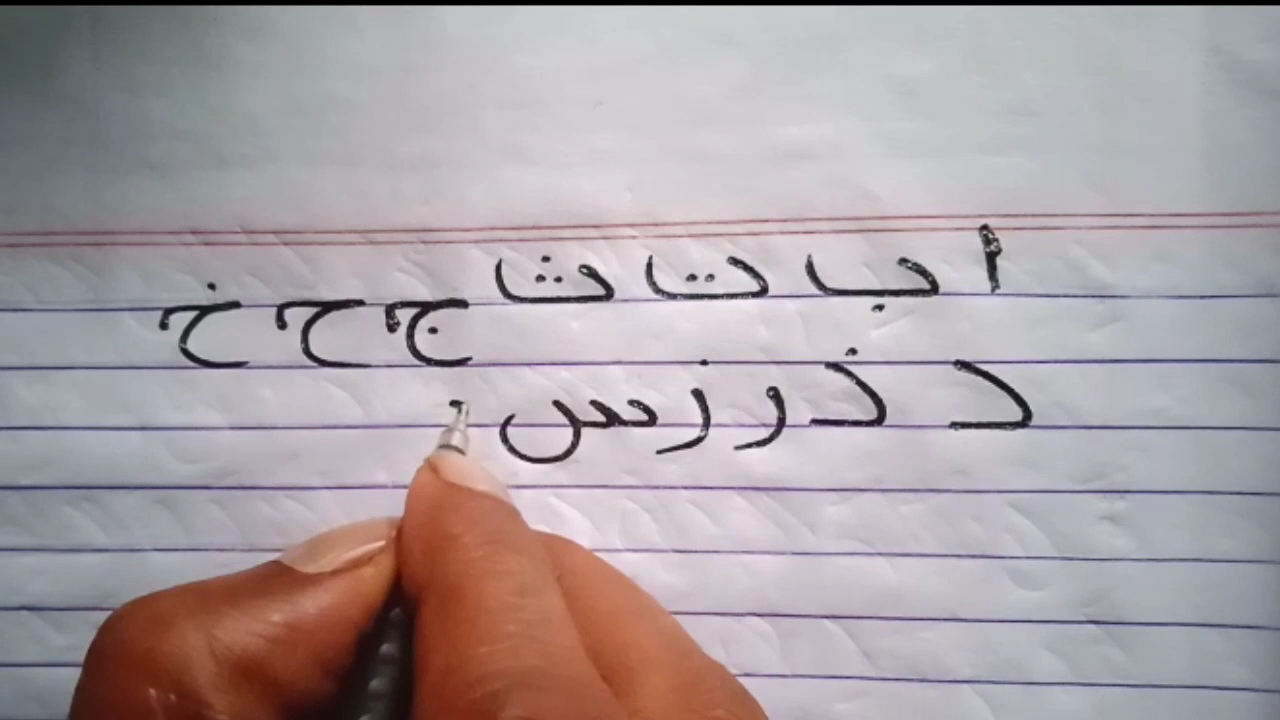 ا ب ت ث ج ح خ
د ذ ر ز س